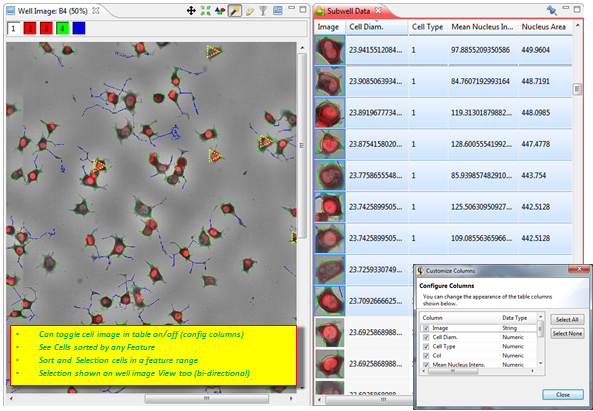 Well Image: B4 (50%)
1 2 3 4 5
Can toggle cell image in table on/off (config columns)
See Cells sorted by any Feature
Sort and Selection cells in a feature range
Selection shown on well image View too (bi-directional)
Subwell Data
Image Cell Diam. Cell Type Mean Nucleus In... Nucleus Area
23.9415512084... 1 97.8855209350586 449.9604
23.9085063934... 1 84.7607192993164 448.7191
23.8919677734... 1 119.31301879882... 448.0985
23.8754158020... 1 128.60055541992... 447.4778
23.7758655548... 1 85.939857482910... 443.754
23.7425899505... 1 125.50630950927... 442.5128
23.7425899505... 1 109.08556365966... 442.5128
23.7259330749...
23.7092666625...
23.6925868988...
23.6925868988...
Customize Columns
Configure Columns
You can change the appearance of the table columns
shown below.
Column Data Type
Image String
Cell Diam. Numeric
Cell Type Numeric
Col Numeric
Mean Nucleus Intens. Numeric
Select All
Select None
Close